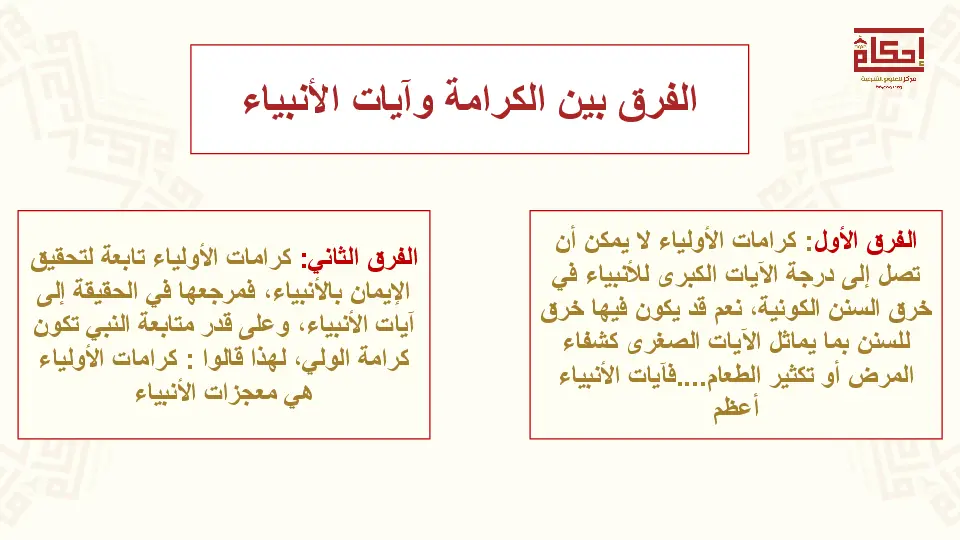 إحكام
مركز للعلوم الشرعية
الفرق بين الكرامة وآيات الأنبياء
الفرق الأول: كرامات الأولياء لا يمكن أن
تصل إلى درجة الآيات الكبرى للأنبياء في
خرق السنن الكونية، نعم قد يكون فيها خرق
للسنن بما يماثل الآيات الصغرى كشفاء
المرض أو تكثير الطعام....فآيات الأنبياء
أعظم
الفرق الثاني: كرامات الأولياء تابعة لتحقيق
الإيمان بالأنبياء، فمرجعها في الحقيقة إلى
آيات الأنبياء، وعلى قدر متابعة النبي تكون
كرامة الولي، لهذا قالوا : كرامات الأولياء
هي معجزات الأنبياء